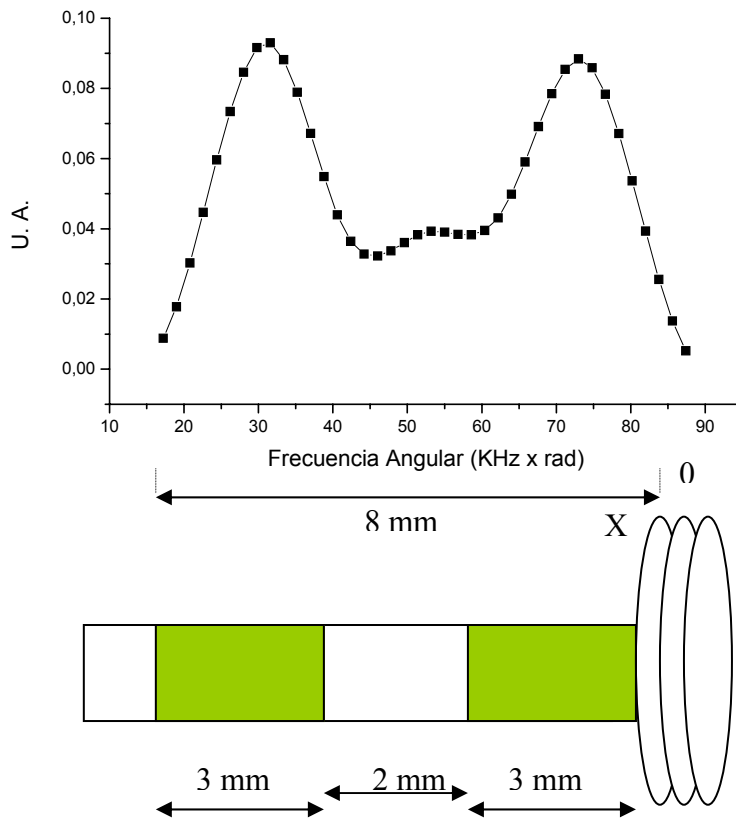 0,10
0,08
0,06
0,04
0,02
0,00
U. A.
10 20 30 40 50 60 70 80 90
Frecuencia Angular (KHz x rad)
0
8 mm
X
3 mm
2 mm
3 mm